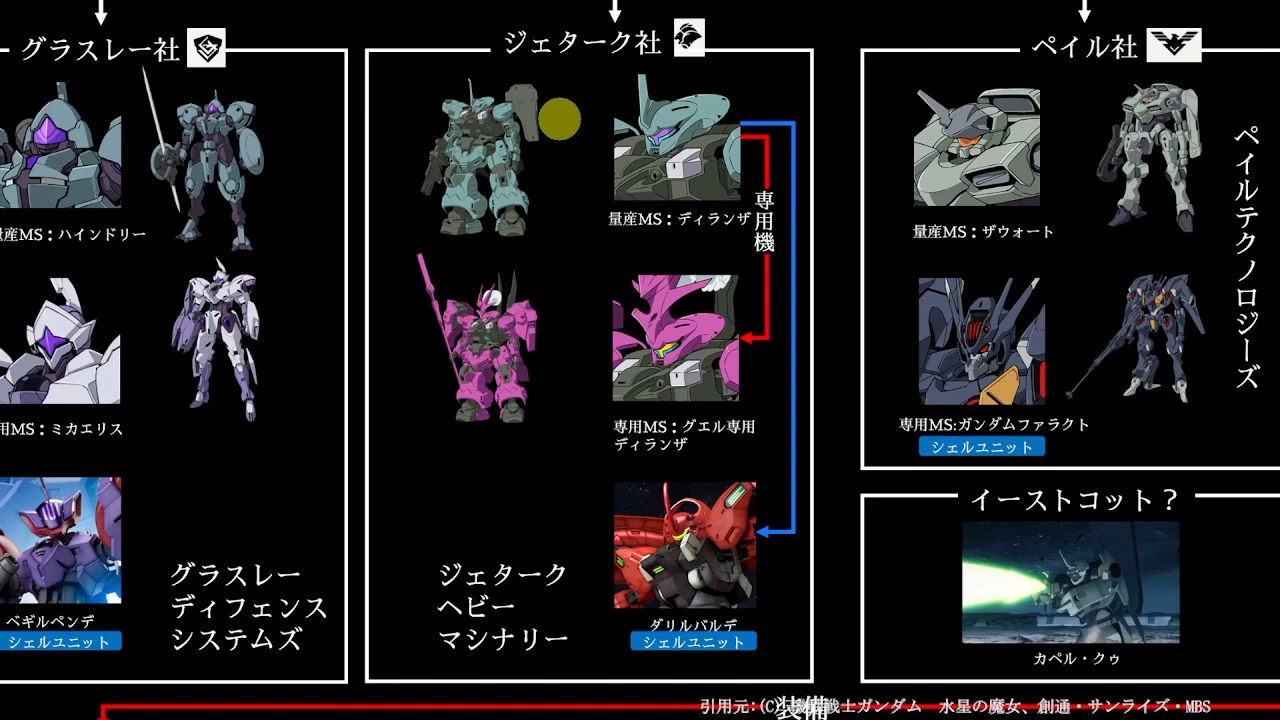 グラスレー社
量産MS：ハインドリー
用MS：ミカエリス
ベギルペンデ
シェルユニット
グラスレー
ディフェンス
システムズ
ジェターク社
量産MS：ディランザ
専用機
専用MS：グエル専用
ディランザ
ダリルバルデ
シェルユニット
ジェターク
ヘビー
マシナリー
ペイル社
量産MS：ザウォート
専用MS:ガンダムファラクト
シェルユニット
ペイルテクノロジーズ
イーストコット？
カペル・クゥ
装備
引用元:(C)機動戦士ガンダム　水星の魔女、創通・サンライズ・MBS